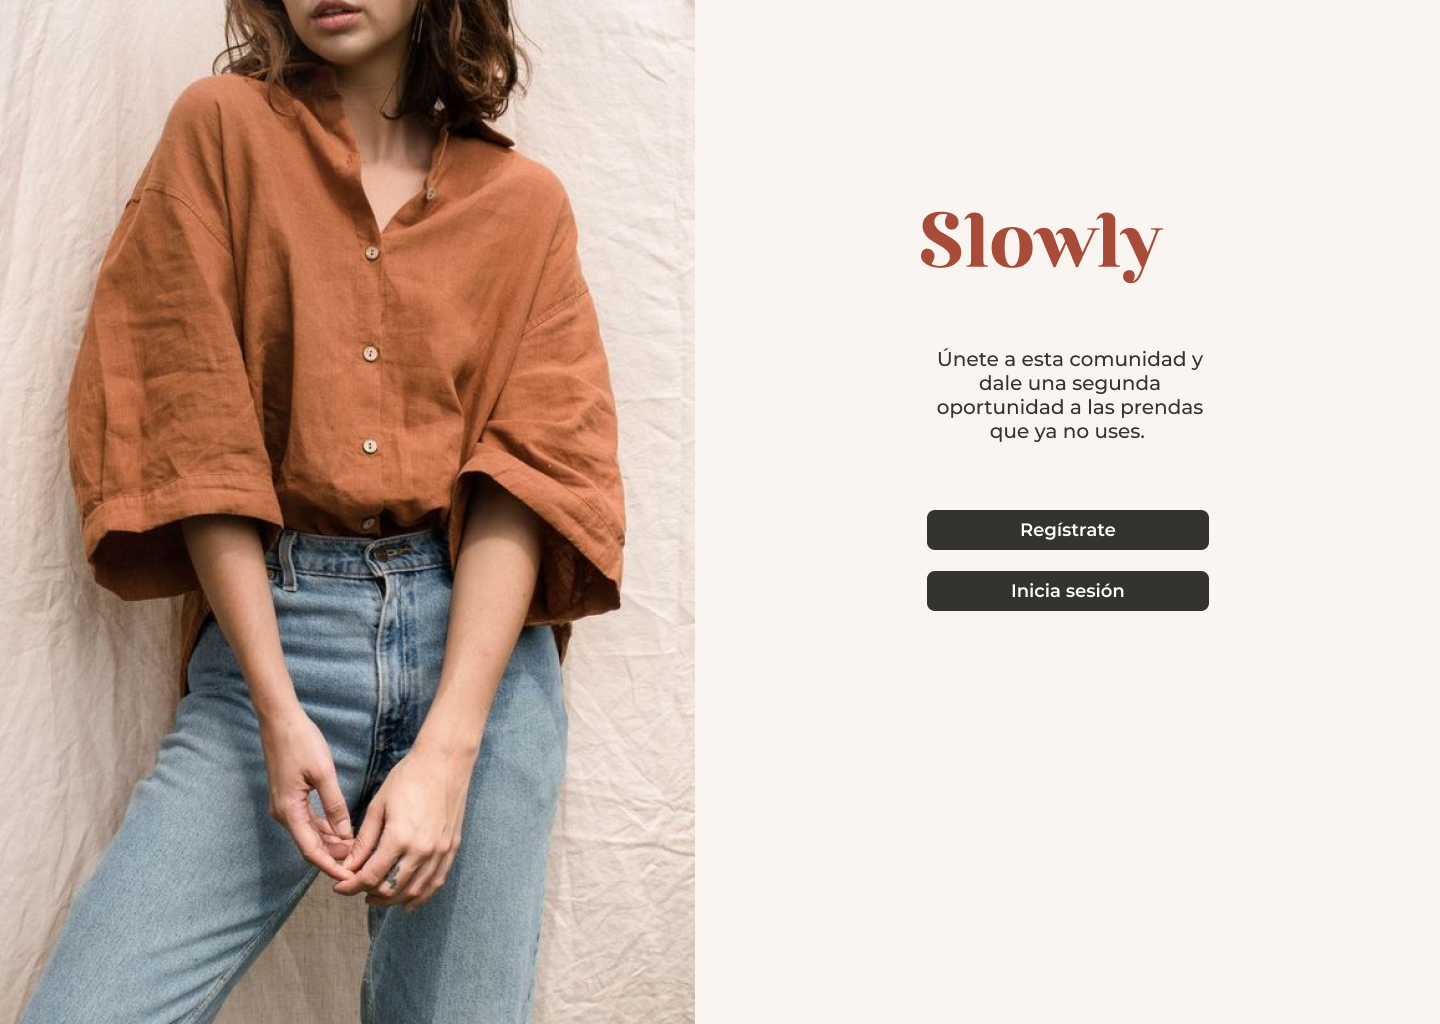 Slowly
Únete a esta comunidad y
dale una segunda
oportunidad a las prendas
que ya no uses.
Regístrate
Inicia sesión